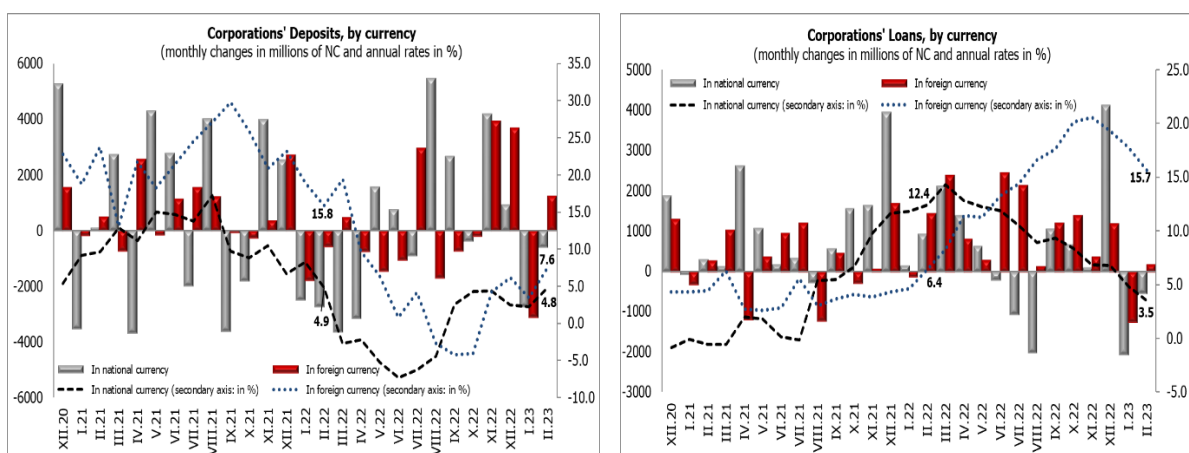 Corporations' Deposits, by currency
(monthly changes in millions of NC and annual rates in %)
6000
4000
2000
0
-2000
-4000
-6000
35.0
30.0
25.0
20.0
15.0
10.0
5.0
0.0
-5.0
-10.0
15.8
4.9
7.6
4.8
In national currency
In foreign currency
In national currency (secondary axis: in %)
In foreign currency (secondary axis: in %)
XII.20
I.21
II.21
III.21
IV.21
V.21
VI.21
VII.21
VIII.21
IX.21
X.21
XI.21
XII.21
I.22
II.22
III.22
IV.22
V.22
VI.22
VII.22
VIII.22
IX.22
X.22
XI.22
XII.22
I.23
II.23
Corporations' Loans, by currency
(monthly changes in millions of NC and annual rates in %)
5000
4000
3000
2000
1000
0
-1000
-2000
-3000
25.0
20.0
15.0
10.0
5.0
0.0
-5.0
In national currency
In foreign currency
In national currency (secondary axis: in %)
In foreign currency (secondary axis: in %)
12.4
6.4
15.7
3.5
XII.20
I.21
II.21
III.21
IV.21
V.21
VI.21
VII.21
VIII.21
IX.21
X.21
XI.21
XII.21
I.22
II.22
III.22
IV.22
V.22
VI.22
VII.22
VIII.22
IX.22
X.22
XI.22
XII.22
I.23
II.23